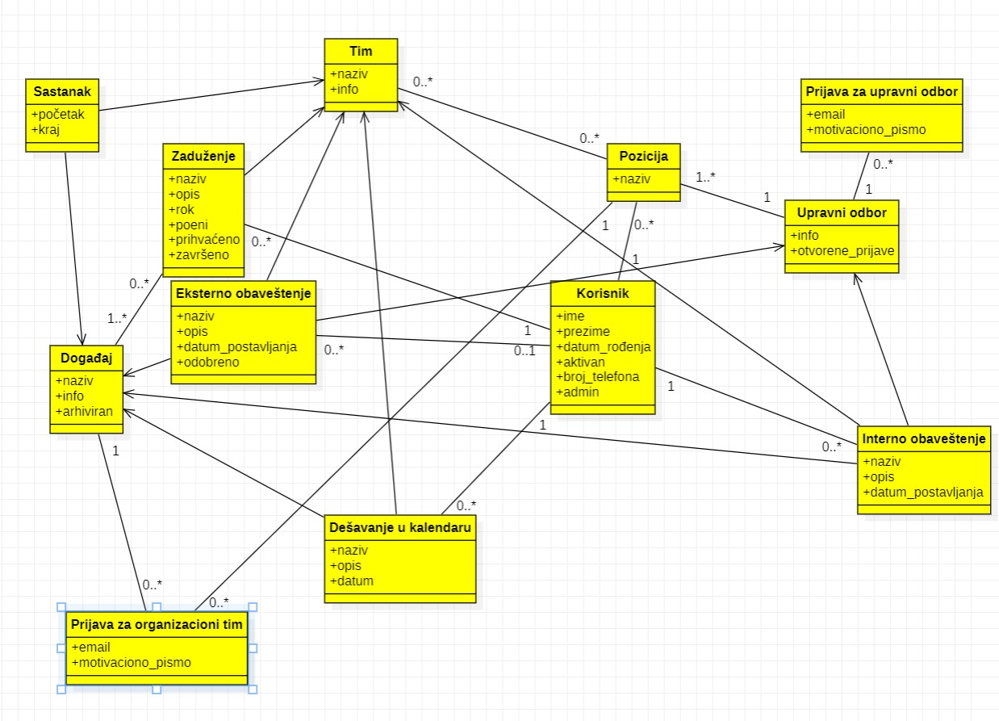 Tim
+naziv
+info
0..*
Sastanak
+početak
+kraj
Prijava za upravni odbor
+email
+motivaciono_pismo
0..*
Zaduženje
+naziv
+opis
+rok
+poeni
+prihvaćeno
+završeno
Pozicija
+naziv
0..*
1..*
1
1
Upravni odbor
+info
+otvorene_prijave
1
0..*
0..*
1
0..*
1..*
Eksterno obaveštenje
+naziv
+opis
+datum_postavljanja
+odobreno
Korisnik
+ime
+prezime
+datum_rođenja
+aktivan
+broj_telefona
+admin
1
0..1
0..*
Događaj
+naziv
+info
+arhiviran
1
1
0..*
1
Interno obaveštenje
+naziv
+opis
+datum_postavljanja
0..*
Dešavanje u kalendaru
+naziv
+opis
+datum
0..*
0..*
Prijava za organizacioni tim
+email
+motivaciono_pismo